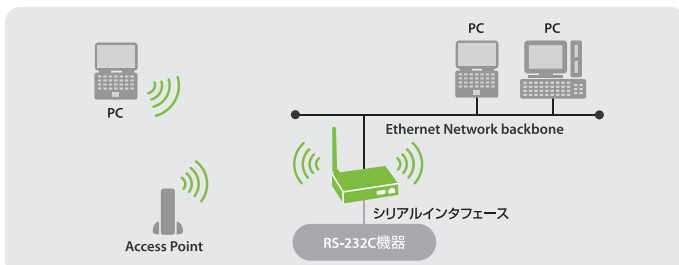 PC
PC
PC
Ethernet Network backbone
シリアルインタフェース
Access Point
RS-232C機器